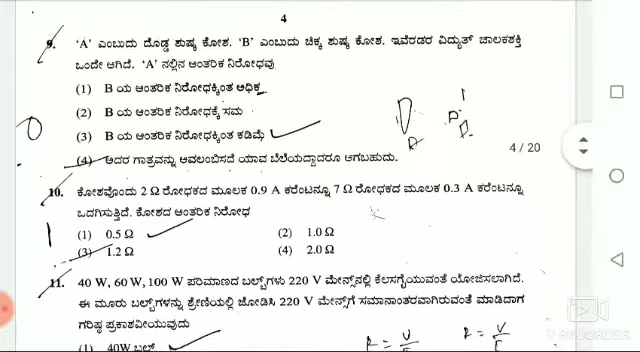 4
9. 'A' ಎಂಬುದು ದೊಡ್ಡ ಶುಷ್ಕ ಕೋಶ. 'B' ಎಂಬುದು ಚಿಕ್ಕ ಶುಷ್ಕ ಕೋಶ. ಇವೆರಡರ ವಿದ್ಯುತ್ ಚಾಲಕಶಕ್ತಿ
ಒಂದೇ ಆಗಿದೆ. 'A' ನಲ್ಲಿನ ಆಂತರಿಕ ನಿರೋಧವು
(1) B ಯ ಆಂತರಿಕ ನಿರೋಧಕ್ಕಿಂತ ಅಧಿಕ
(2) B ಯ ಆಂತರಿಕ ನಿರೋಧಕ್ಕೆ ಸಮ
(3) B ಯ ಆಂತರಿಕ ನಿರೋಧಕ್ಕಿಂತ ಕಡಿಮೆ
(4) ಅದರ ಗಾತ್ರವನ್ನು ಅವಲಂಬಿಸದೆ ಯಾವ ಬೆಲೆಯದ್ದಾದರೂ ಆಗಬಹುದು.
4 / 20
10. ಕೋಶವೊಂದು 2 Ω ರೋಧಕದ ಮೂಲಕ 0.9 A ಕರೆಂಟನ್ನೂ 7 Ω ರೋಧಕದ ಮೂಲಕ 0.3 A ಕರೆಂಟನ್ನೂ
ಒದಗಿಸುತ್ತಿದೆ. ಕೋಶದ ಆಂತರಿಕ ನಿರೋಧ
(1) 0.5 Ω (2) 1.0 Ω
(3) 1.2 Ω (4) 2.0 Ω
11. 40 W, 60 W, 100 W ಪರಿಮಾಣದ ಬಲ್ಬ್‌ಗಳು 220 V ಮೇನ್ಸ್‌ನಲ್ಲಿ ಕೆಲಸಗೈಯುವಂತೆ ಯೋಜಿಸಲಾಗಿದೆ.
ಈ ಮೂರು ಬಲ್ಬ್‌ಗಳನ್ನು ಶ್ರೇಣಿಯಲ್ಲಿ ಜೋಡಿಸಿ 220 V ಮೇನ್ಸ್‌ಗೆ ಸಮಾನಾಂತರವಾಗಿರುವಂತೆ ಮಾಡಿದಾಗ
ಗರಿಷ್ಠ ಪ್ರಕಾಶವೀಯುವುದು
(1) 40W ಬಲ್ಬ್